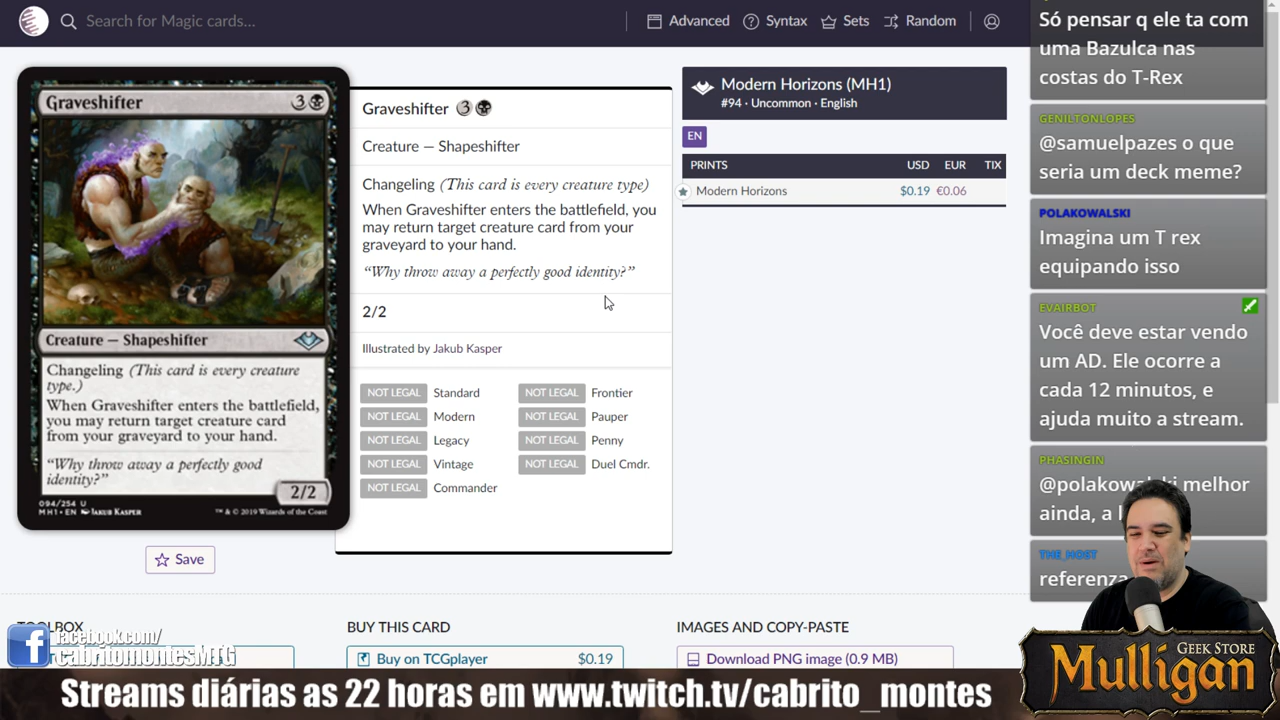 Search for Magic cards...
Advanced
Syntax
Sets
Random
Graveshifter 3
Creature — Shapeshifter
Changeling (This card is every creature
type.)
When Graveshifter enters the battlefield,
you may return target creature card
from your graveyard to your hand.
“Why throw away a perfectly good
identity?”
2/2
094/254 U
MH1 • EN Jakub Kasper
™ & © 2019 Wizards of the Coast
Save
Graveshifter 3
Creature — Shapeshifter
Changeling (This card is every creature type)
When Graveshifter enters the battlefield, you
may return target creature card from your
graveyard to your hand.
“Why throw away a perfectly good identity?”
2/2
Illustrated by Jakub Kasper
NOT LEGAL Standard NOT LEGAL Frontier
NOT LEGAL Modern NOT LEGAL Pauper
NOT LEGAL Legacy NOT LEGAL Penny
NOT LEGAL Vintage NOT LEGAL Duel Cmdr.
NOT LEGAL Commander
Modern Horizons (MH1)
#94 · Uncommon · English
EN
PRINTS USD EUR TIX
Modern Horizons $0.19 €0.06
Só pensar q ele ta com
uma Bazulca nas
costas do T-Rex
GENILTONLOPES
@samuelpazes o que
seria um deck meme?
POLAKOWALSKI
Imagina um T rex
equipando isso
EVAIRBOT
Você deve estar vendo
um AD. Ele ocorre a
cada 12 minutos, e
ajuda muito a stream.
PHASINGIN
@polakowalski melhor
ainda, a
THE_HOST
referenza
TOOLBOX
BUY THIS CARD
Buy on TCGplayer $0.19
IMAGES AND COPY-PASTE
Download PNG image (0.9 MB)
facebook.com/
cabritomontesMTG
Mulligan
GEEK STORE
Streams diárias as 22 horas em www.twitch.tv/cabrito_montes